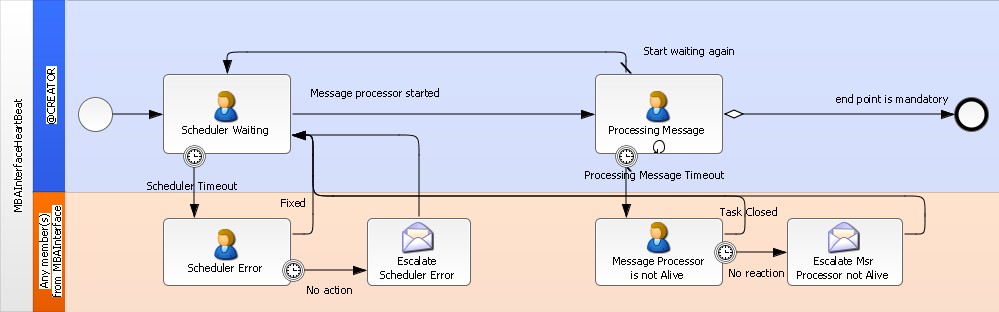 MBAInterfaceHeartBeat
@CREATOR
Start waiting again
Message processor started
end point is mandatory
Scheduler Waiting
Processing Message
Scheduler Timeout
Processing Message Timeout
Any member(s)
from MBAInterface
Fixed
Task Closed
Scheduler Error
Escalate
Scheduler Error
No action
Message Processor
is not Alive
No reaction
Escalate Msr
Processor not Alive